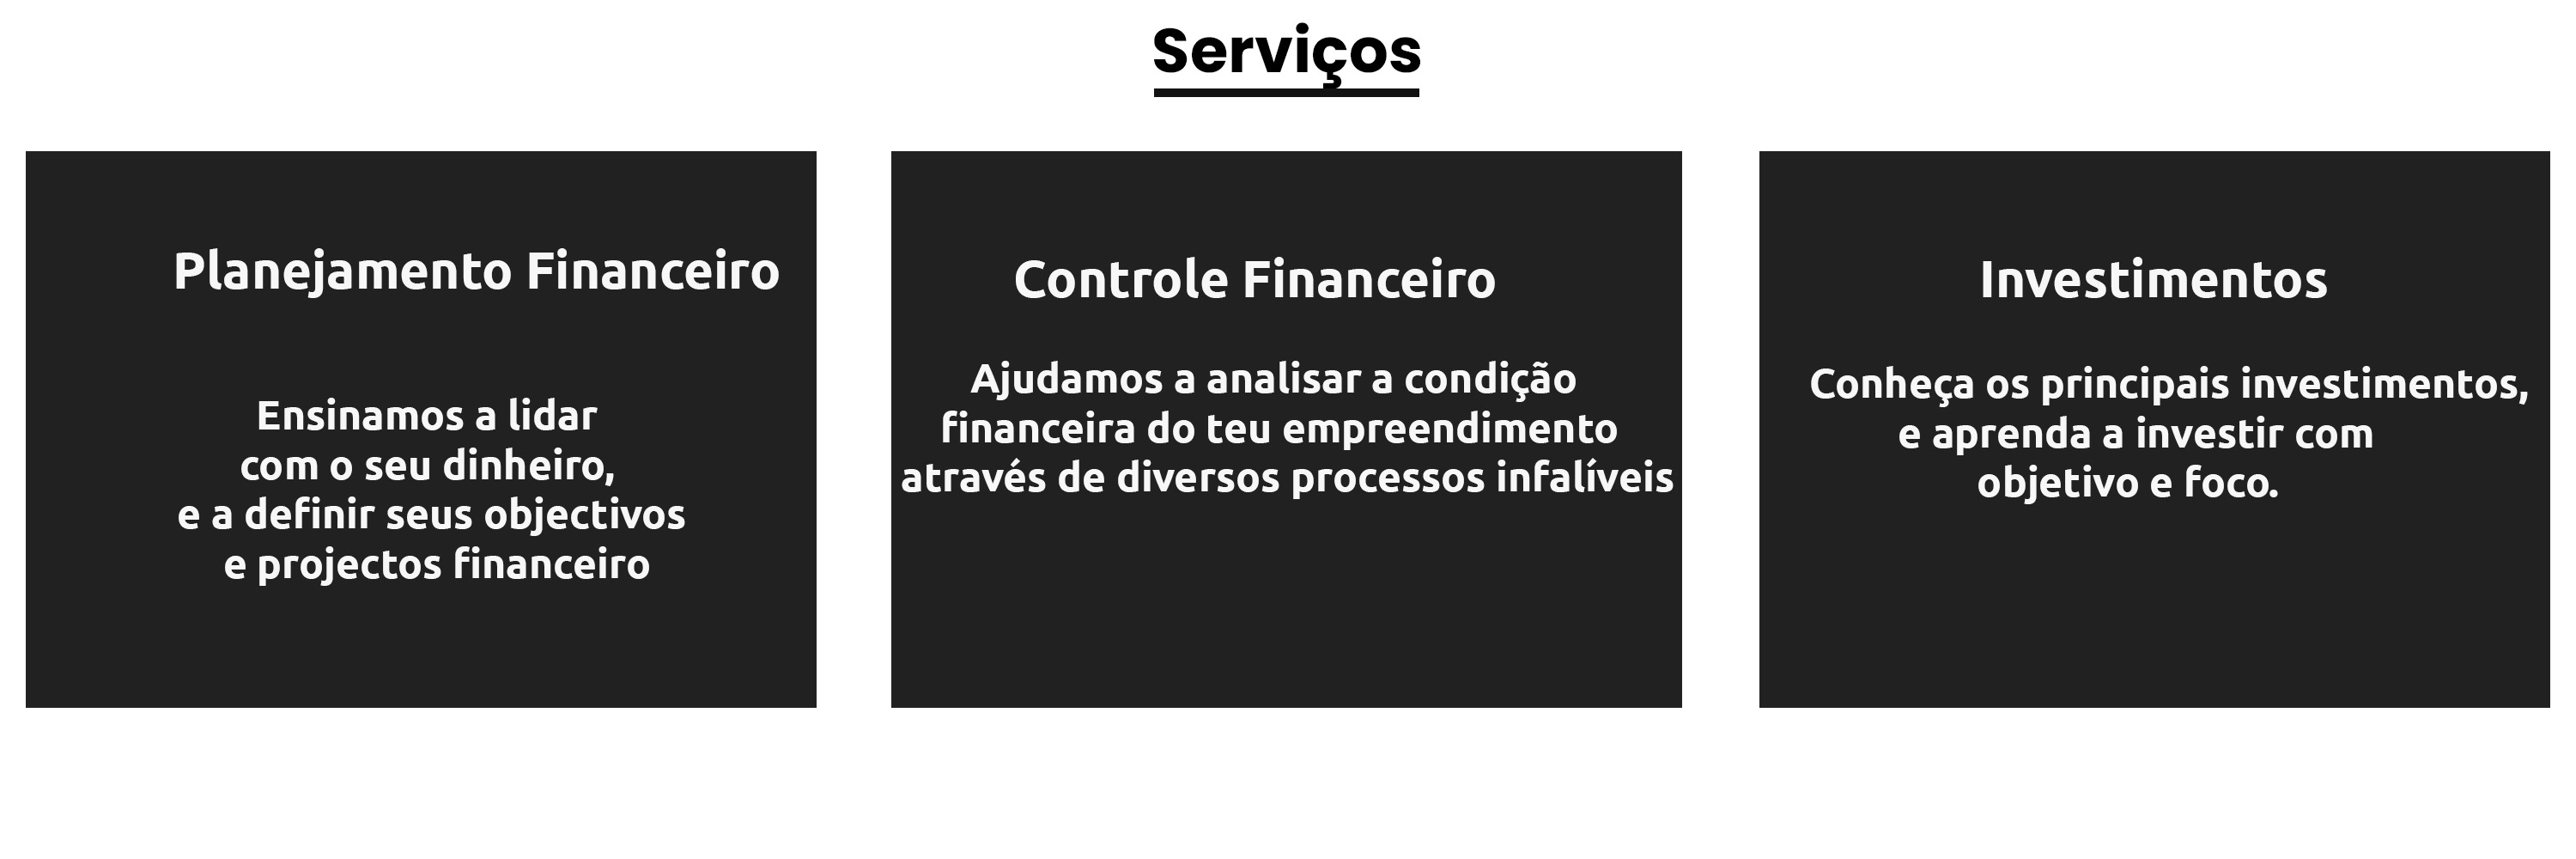 Serviços
Planejamento Financeiro
Ensinamos a lidar
com o seu dinheiro,
e a definir seus objectivos
e projectos financeiro
Controle Financeiro
Ajudamos a analisar a condição
financeira do teu empreendimento
através de diversos processos infalíveis
Investimentos
Conheça os principais investimentos,
e aprenda a investir com
objetivo e foco.